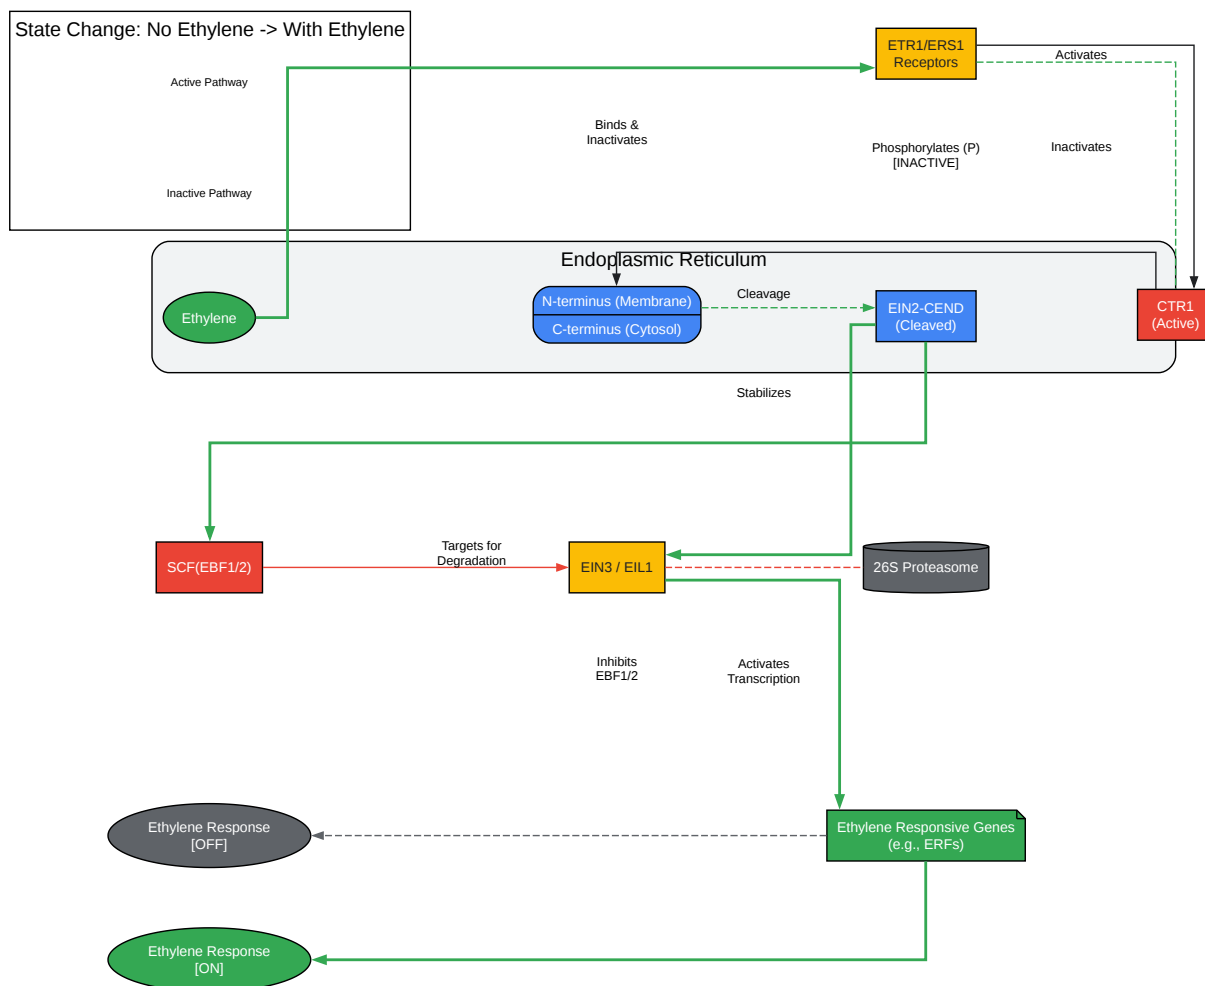 State Change: No Ethylene -> With Ethylene
Active Pathway
Inactive Pathway
ETR1/ERS1
Receptors
Activates
Binds &
Inactivates
Phosphorylates (P)
[INACTIVE]
Inactivates
Endoplasmic Reticulum
Ethylene
N-terminus (Membrane)
C-terminus (Cytosol)
Cleavage
EIN2-CEND
(Cleaved)
CTR1
(Active)
Stabilizes
SCF(EBF1/2)
Targets for
Degradation
EIN3 / EIL1
26S Proteasome
Inhibits
EBF1/2
Activates
Transcription
Ethylene Response
[OFF]
Ethylene Responsive Genes
(e.g., ERFs)
Ethylene Response
[ON]